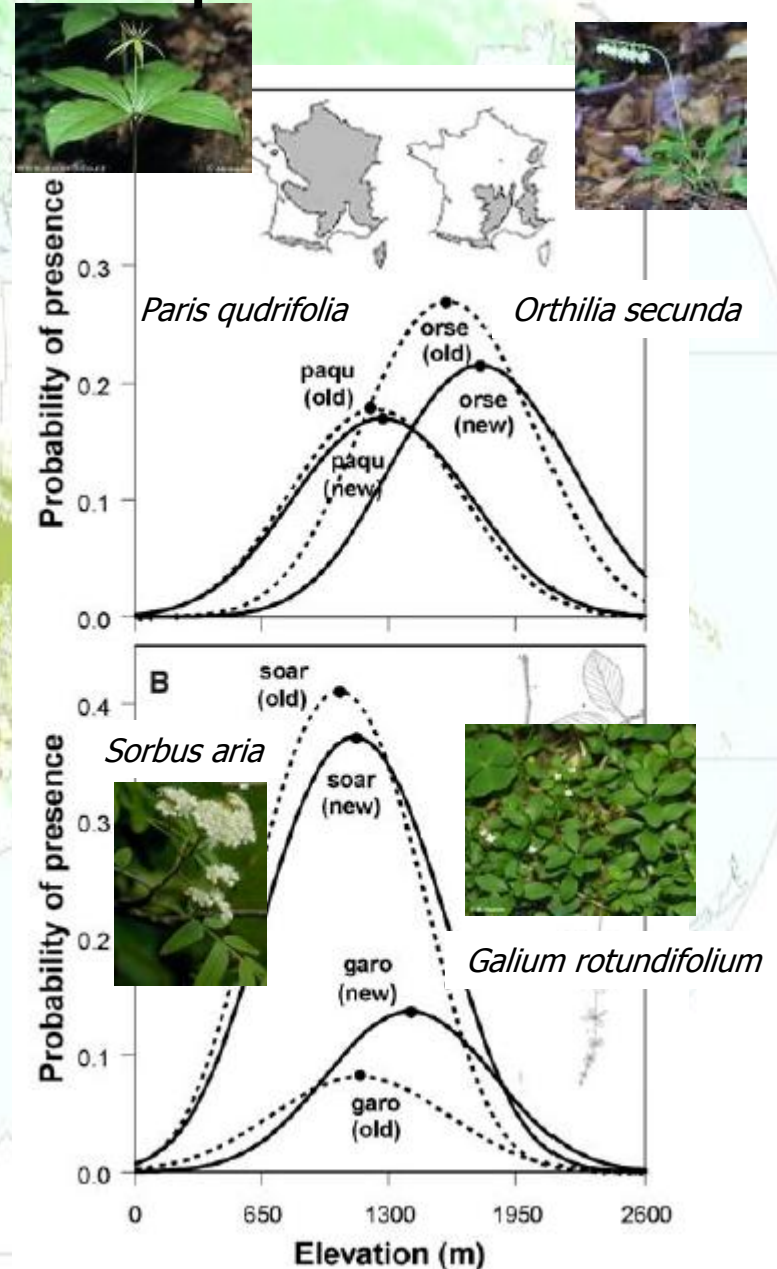 Probability of presence
0.3
0.2
0.1
0.0
Paris qudrifolia
Orthilia secunda
orse
(old)
paqu
(old)
orse
(new)
paqu
(new)
B
Probability of presence
0.4
0.3
0.2
0.1
0.0
soar
(old)
Sorbus aria
soar
(new)
garo
(new)
Galium rotundifolium
garo
(old)
0 650 1300 1950 2600
Elevation (m)